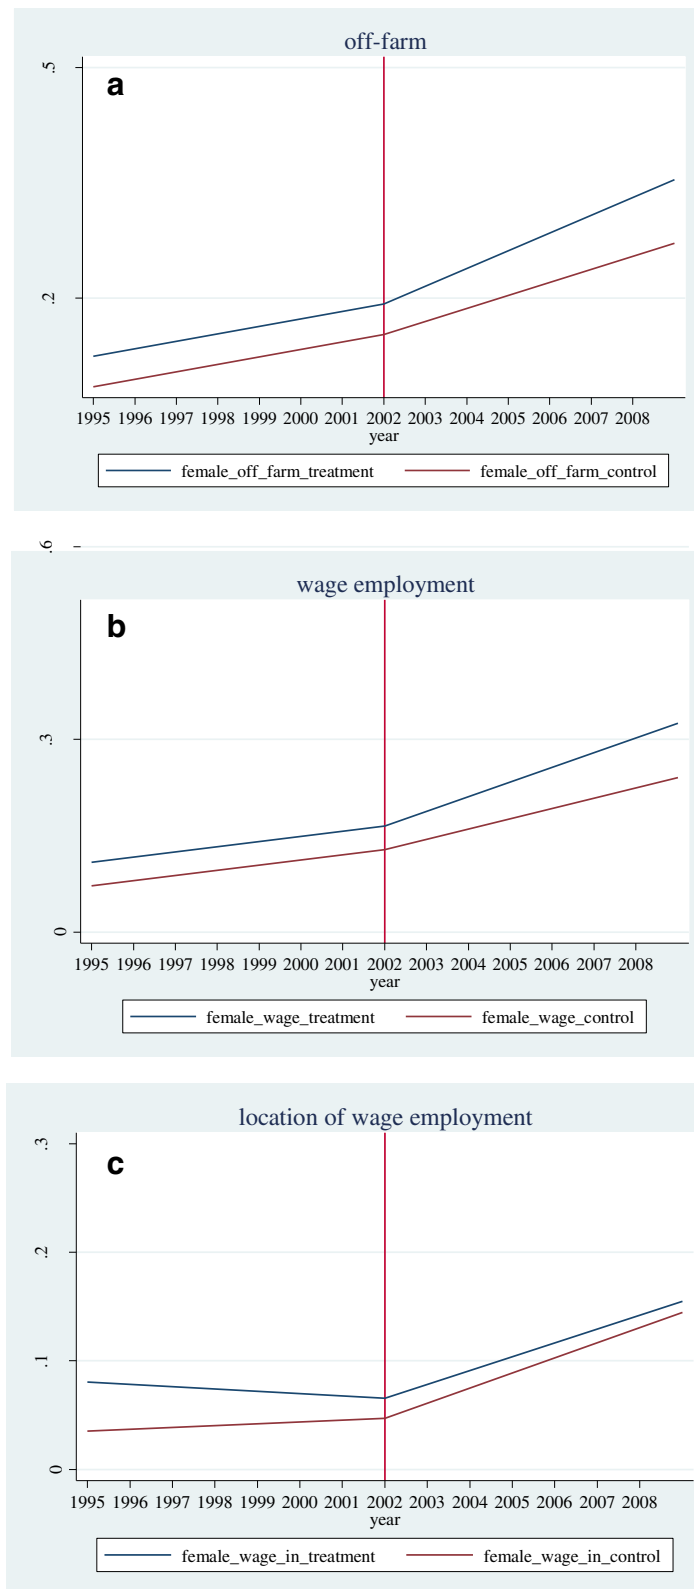 off-farm
a
.5
.2
1995 1996 1997 1998 1999 2000 2001 2002 2003 2004 2005 2006 2007 2008
year
female_off_farm_treatment female_off_farm_control
.6
wage employment
b
.3
0
1995 1996 1997 1998 1999 2000 2001 2002 2003 2004 2005 2006 2007 2008
year
female_wage_treatment female_wage_control
location of wage employment
.3
c
.2
.1
0
1995 1996 1997 1998 1999 2000 2001 2002 2003 2004 2005 2006 2007 2008
year
female_wage_in_treatment female_wage_in_control